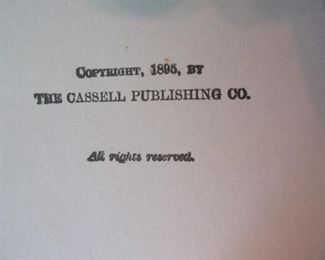 Copyright, 1895, by
THE CASSELL PUBLISHING CO.
All rights reserved.